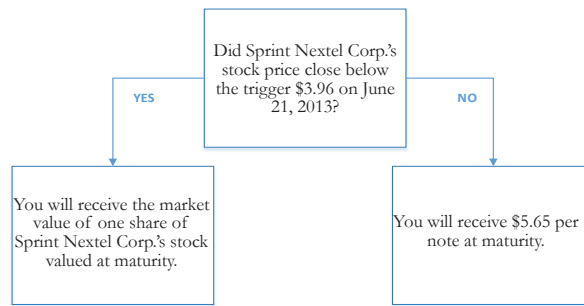 Did Sprint Nextel Corp.'s
stock price close below
the trigger $3.96 on June
21, 2013?
YES
NO
You will receive the market
value of one share of
Sprint Nextel Corp.'s stock
valued at maturity.
You will receive $5.65 per
note at maturity.